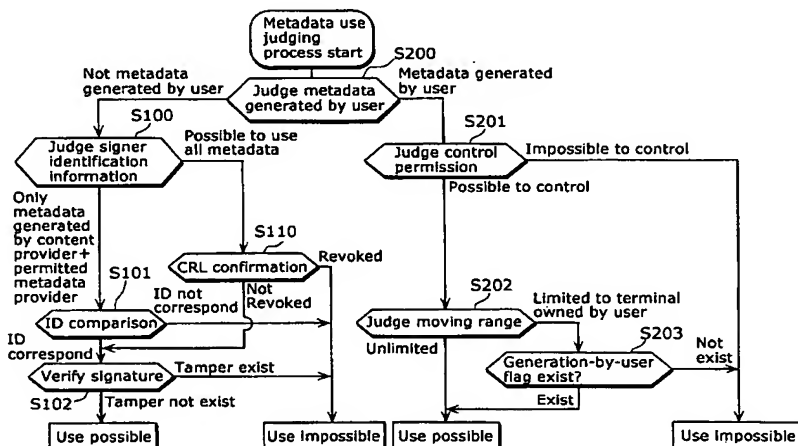 Metadata use
judging
process start
S200
Not metadata
generated by user
Judge metadata
generated by user
Metadata generated
by user
S100
Judge signer
identification
information
Possible to use
all metadata
S201
Judge control
permission
Impossible to control
Possible to control
Only
metadata
generated
by content
provider+
permitted
metadata
provider
S110
CRL confirmation
Revoked
Not
Revoked
S101
ID not
correspond
ID comparison
ID
correspond
S202
Judge moving range
Limited to terminal
owned by user
Unlimited
S203
Generation-by-user
flag exist?
Not
exist
Exist
Verify signature
Tamper exist
S102
Tamper not exist
Use possible
Use Impossible
Use possible
Use Impossible